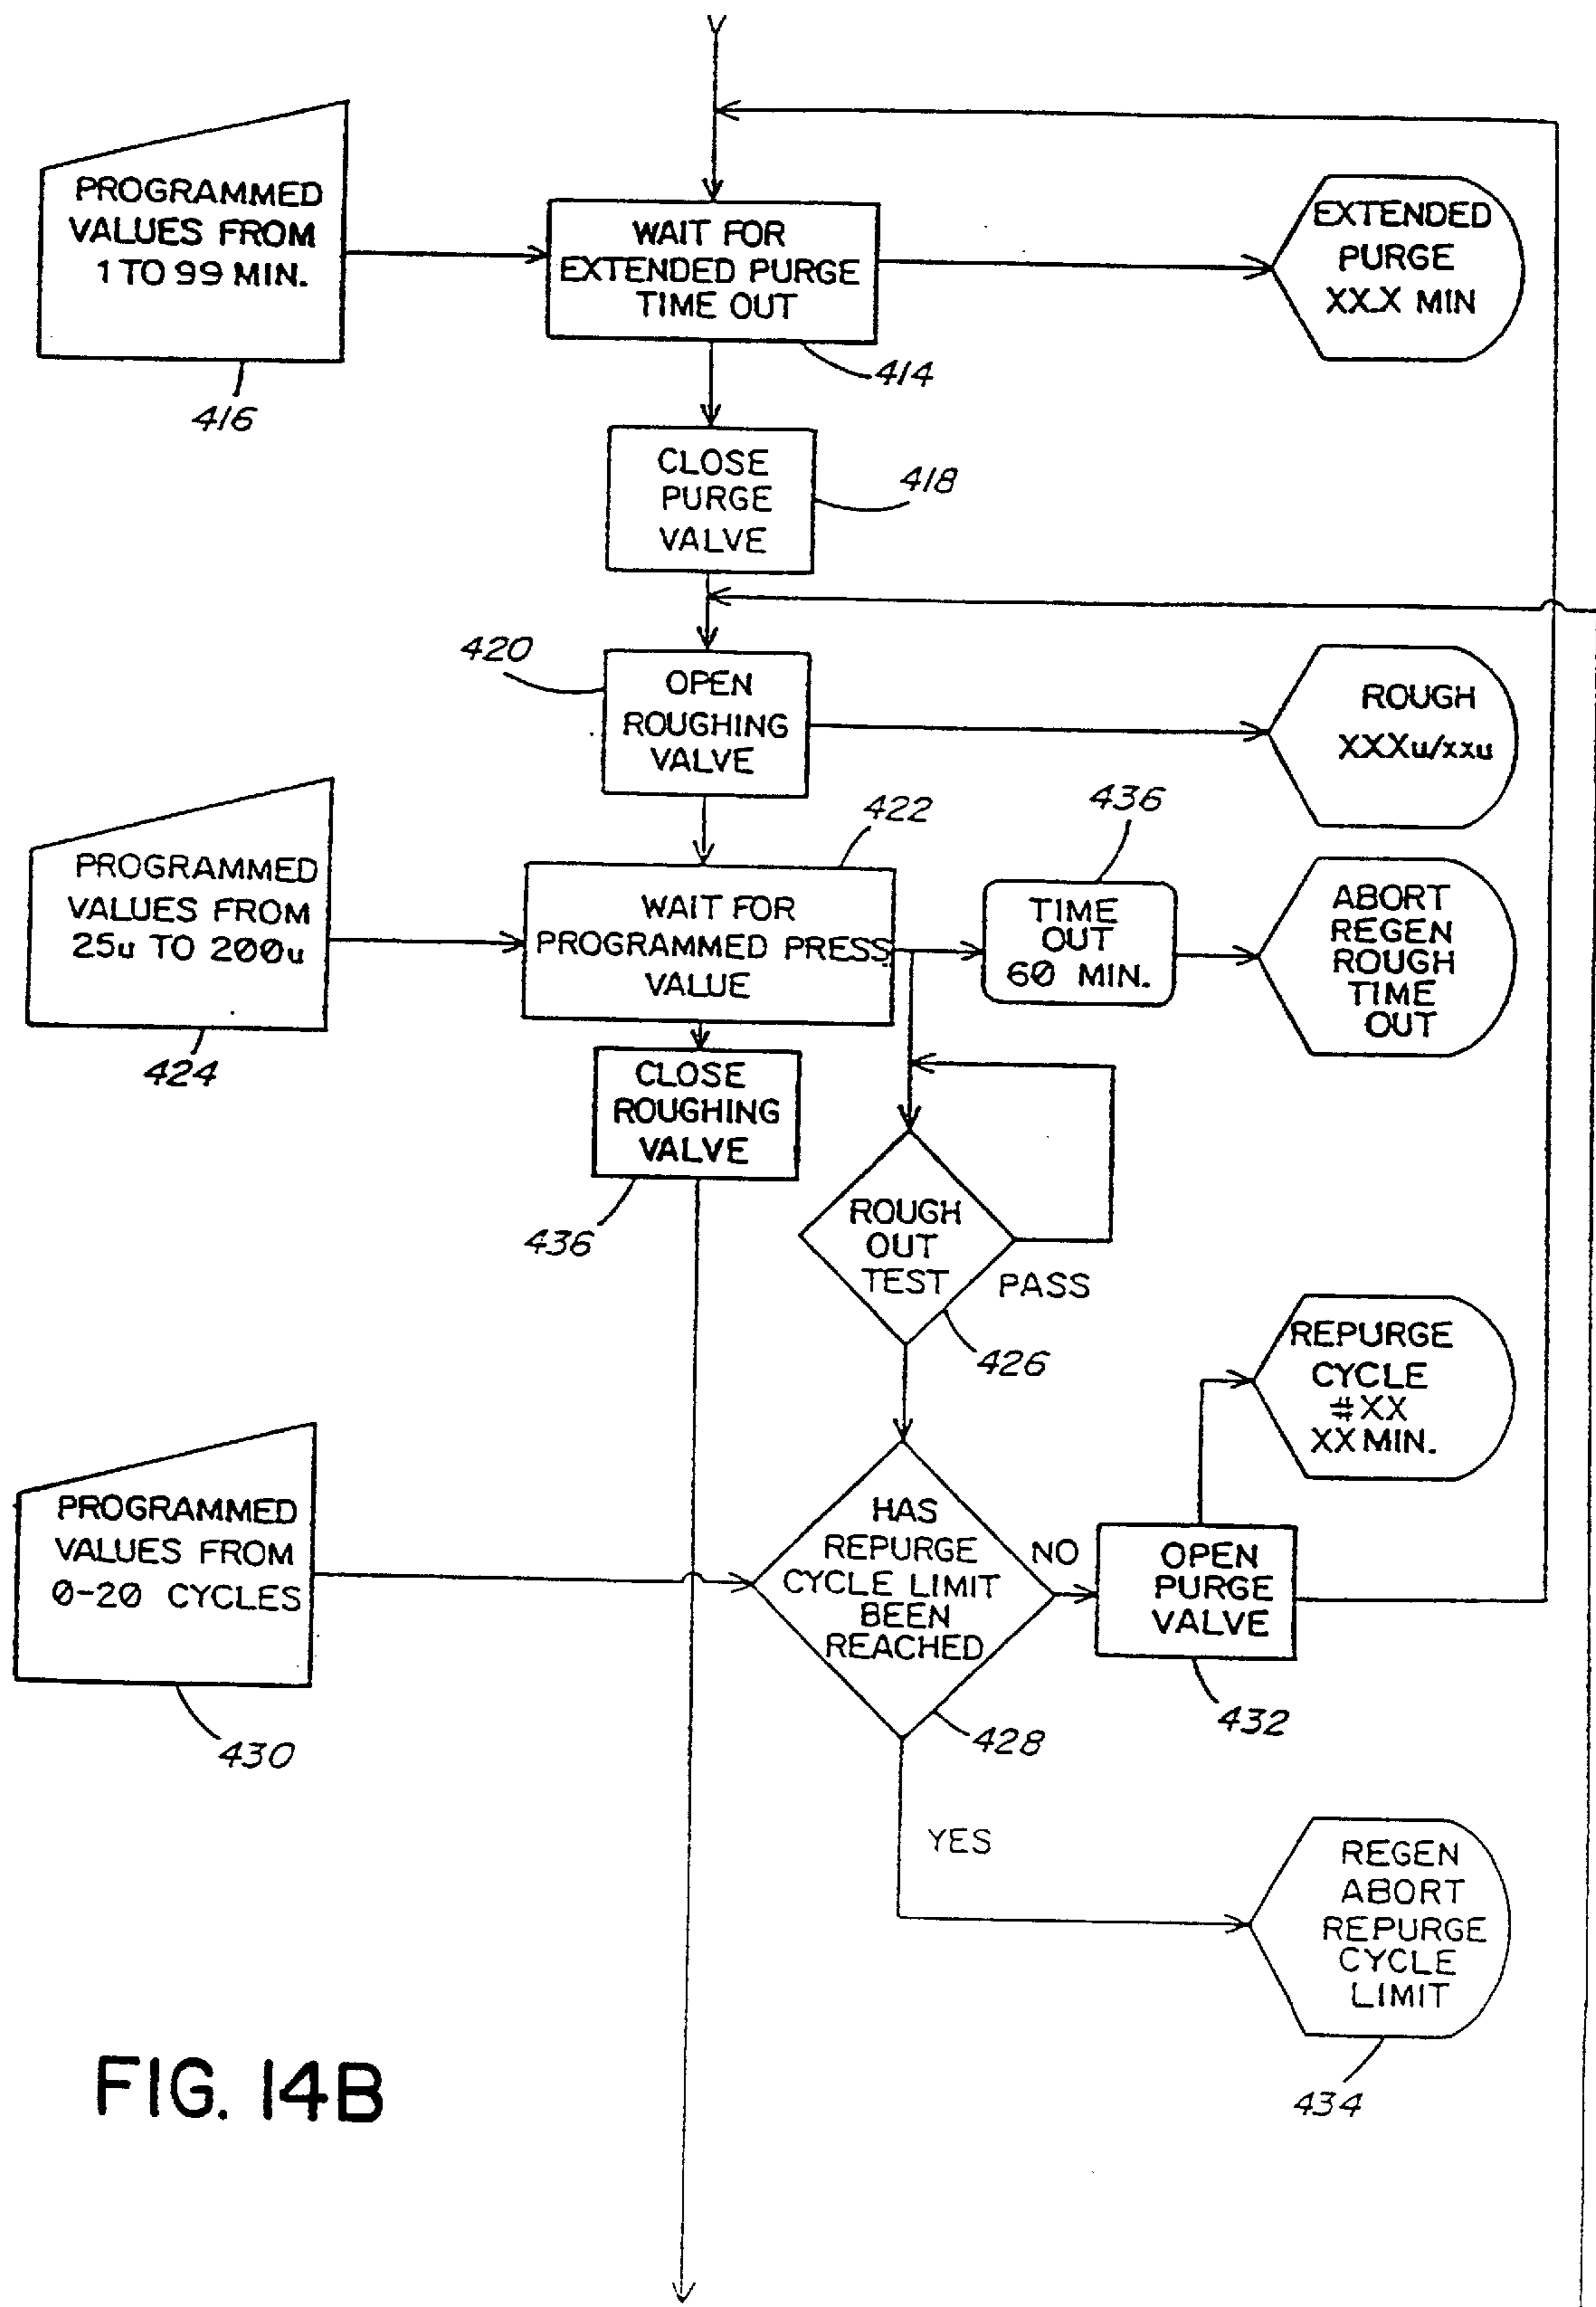 PROGRAMMED
VALUES FROM
1 TO 99 MIN.
416
WAIT FOR
EXTENDED PURGE
TIME OUT
414
EXTENDED
PURGE
XX.X MIN
CLOSE
PURGE
VALVE
418
420
OPEN
ROUGHING
VALVE
ROUGH
XXXu/xxu
PROGRAMMED
VALUES FROM
25u TO 200u
424
422
WAIT FOR
PROGRAMMED PRESS.
VALUE
436
TIME
OUT
60 MIN.
ABORT
REGEN
ROUGH
TIME
OUT
CLOSE
ROUGHING
VALVE
436
ROUGH
OUT
TEST
PASS
426
REPURGE
CYCLE
#XX
XX MIN.
PROGRAMMED
VALUES FROM
0-20 CYCLES
430
HAS
REPURGE
CYCLE LIMIT
BEEN
REACHED
428
NO
OPEN
PURGE
VALVE
432
YES
REGEN
ABORT
REPURGE
CYCLE
LIMIT
434
FIG. 14B